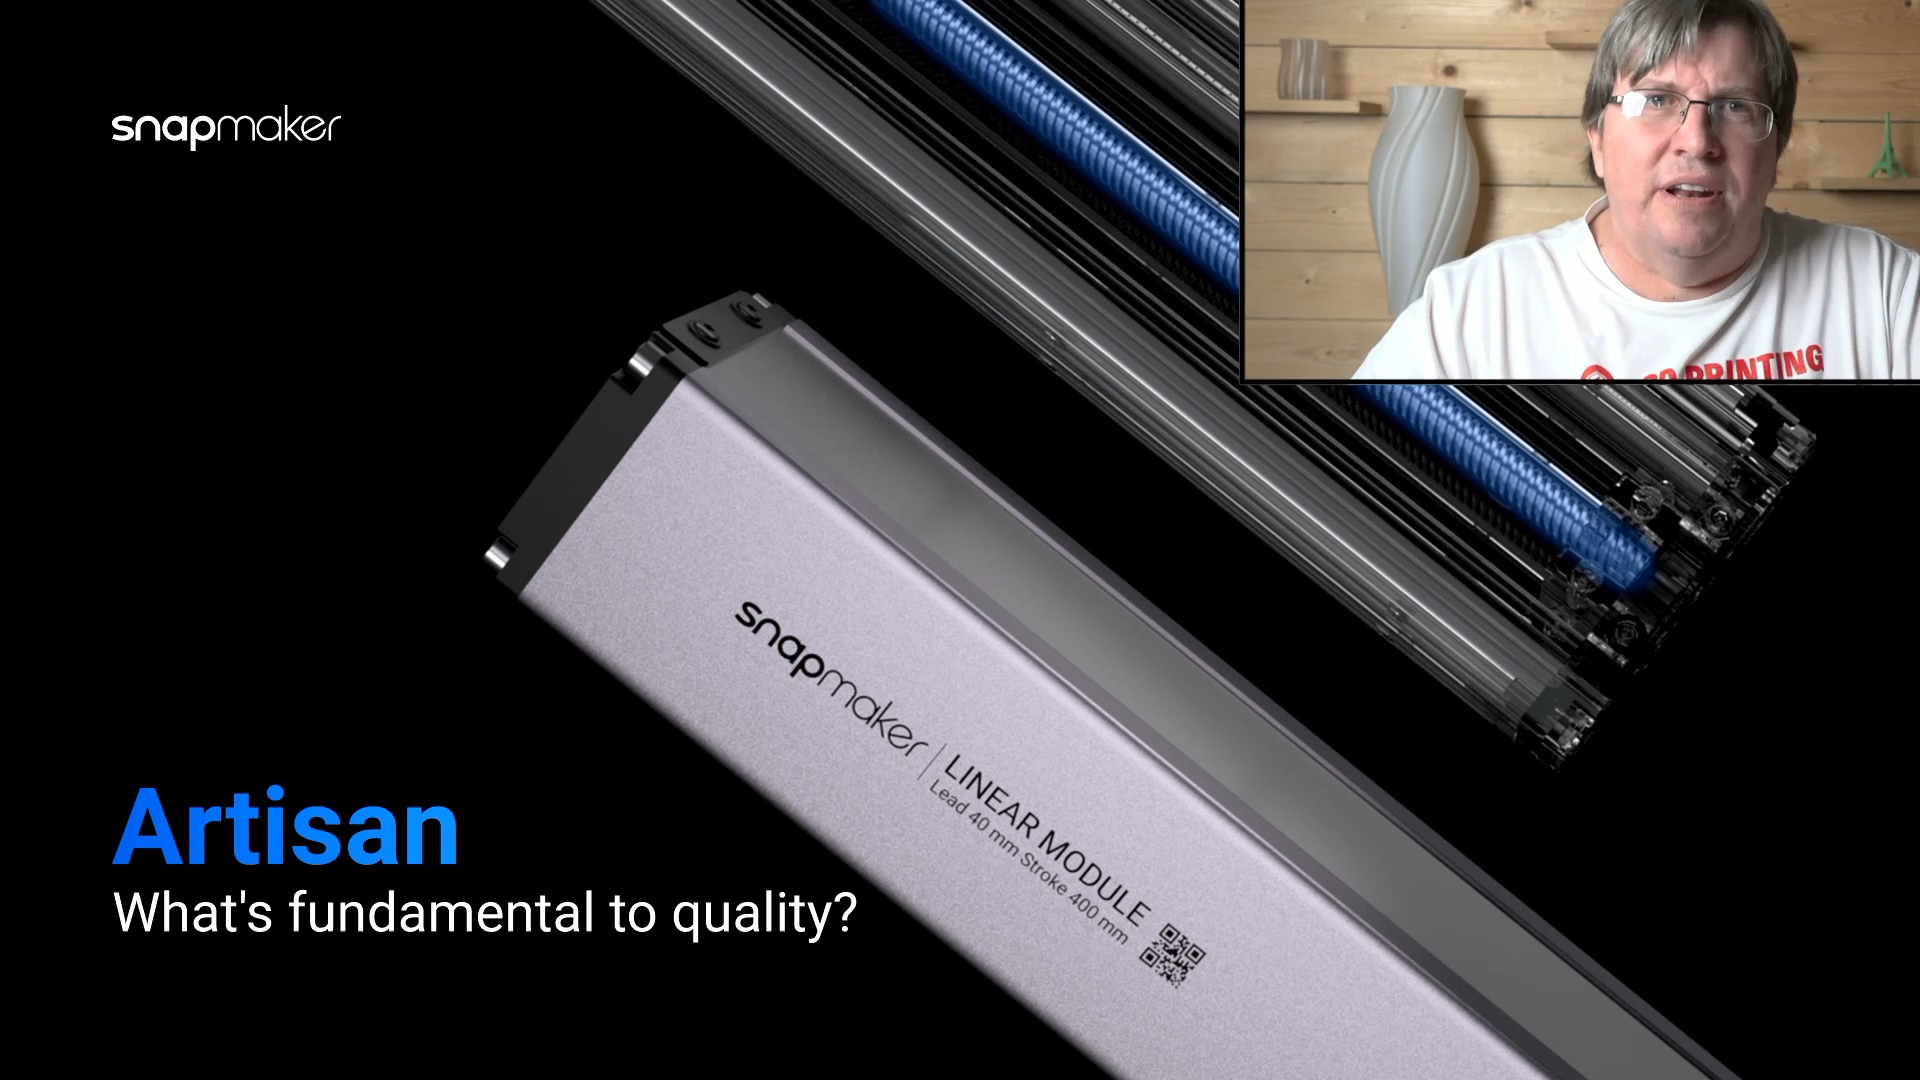 snapmaker
PRINTING
snapmaker | LINEAR MODULE
Lead 40 mm Stroke 400 mm
Artisan
What's fundamental to quality?